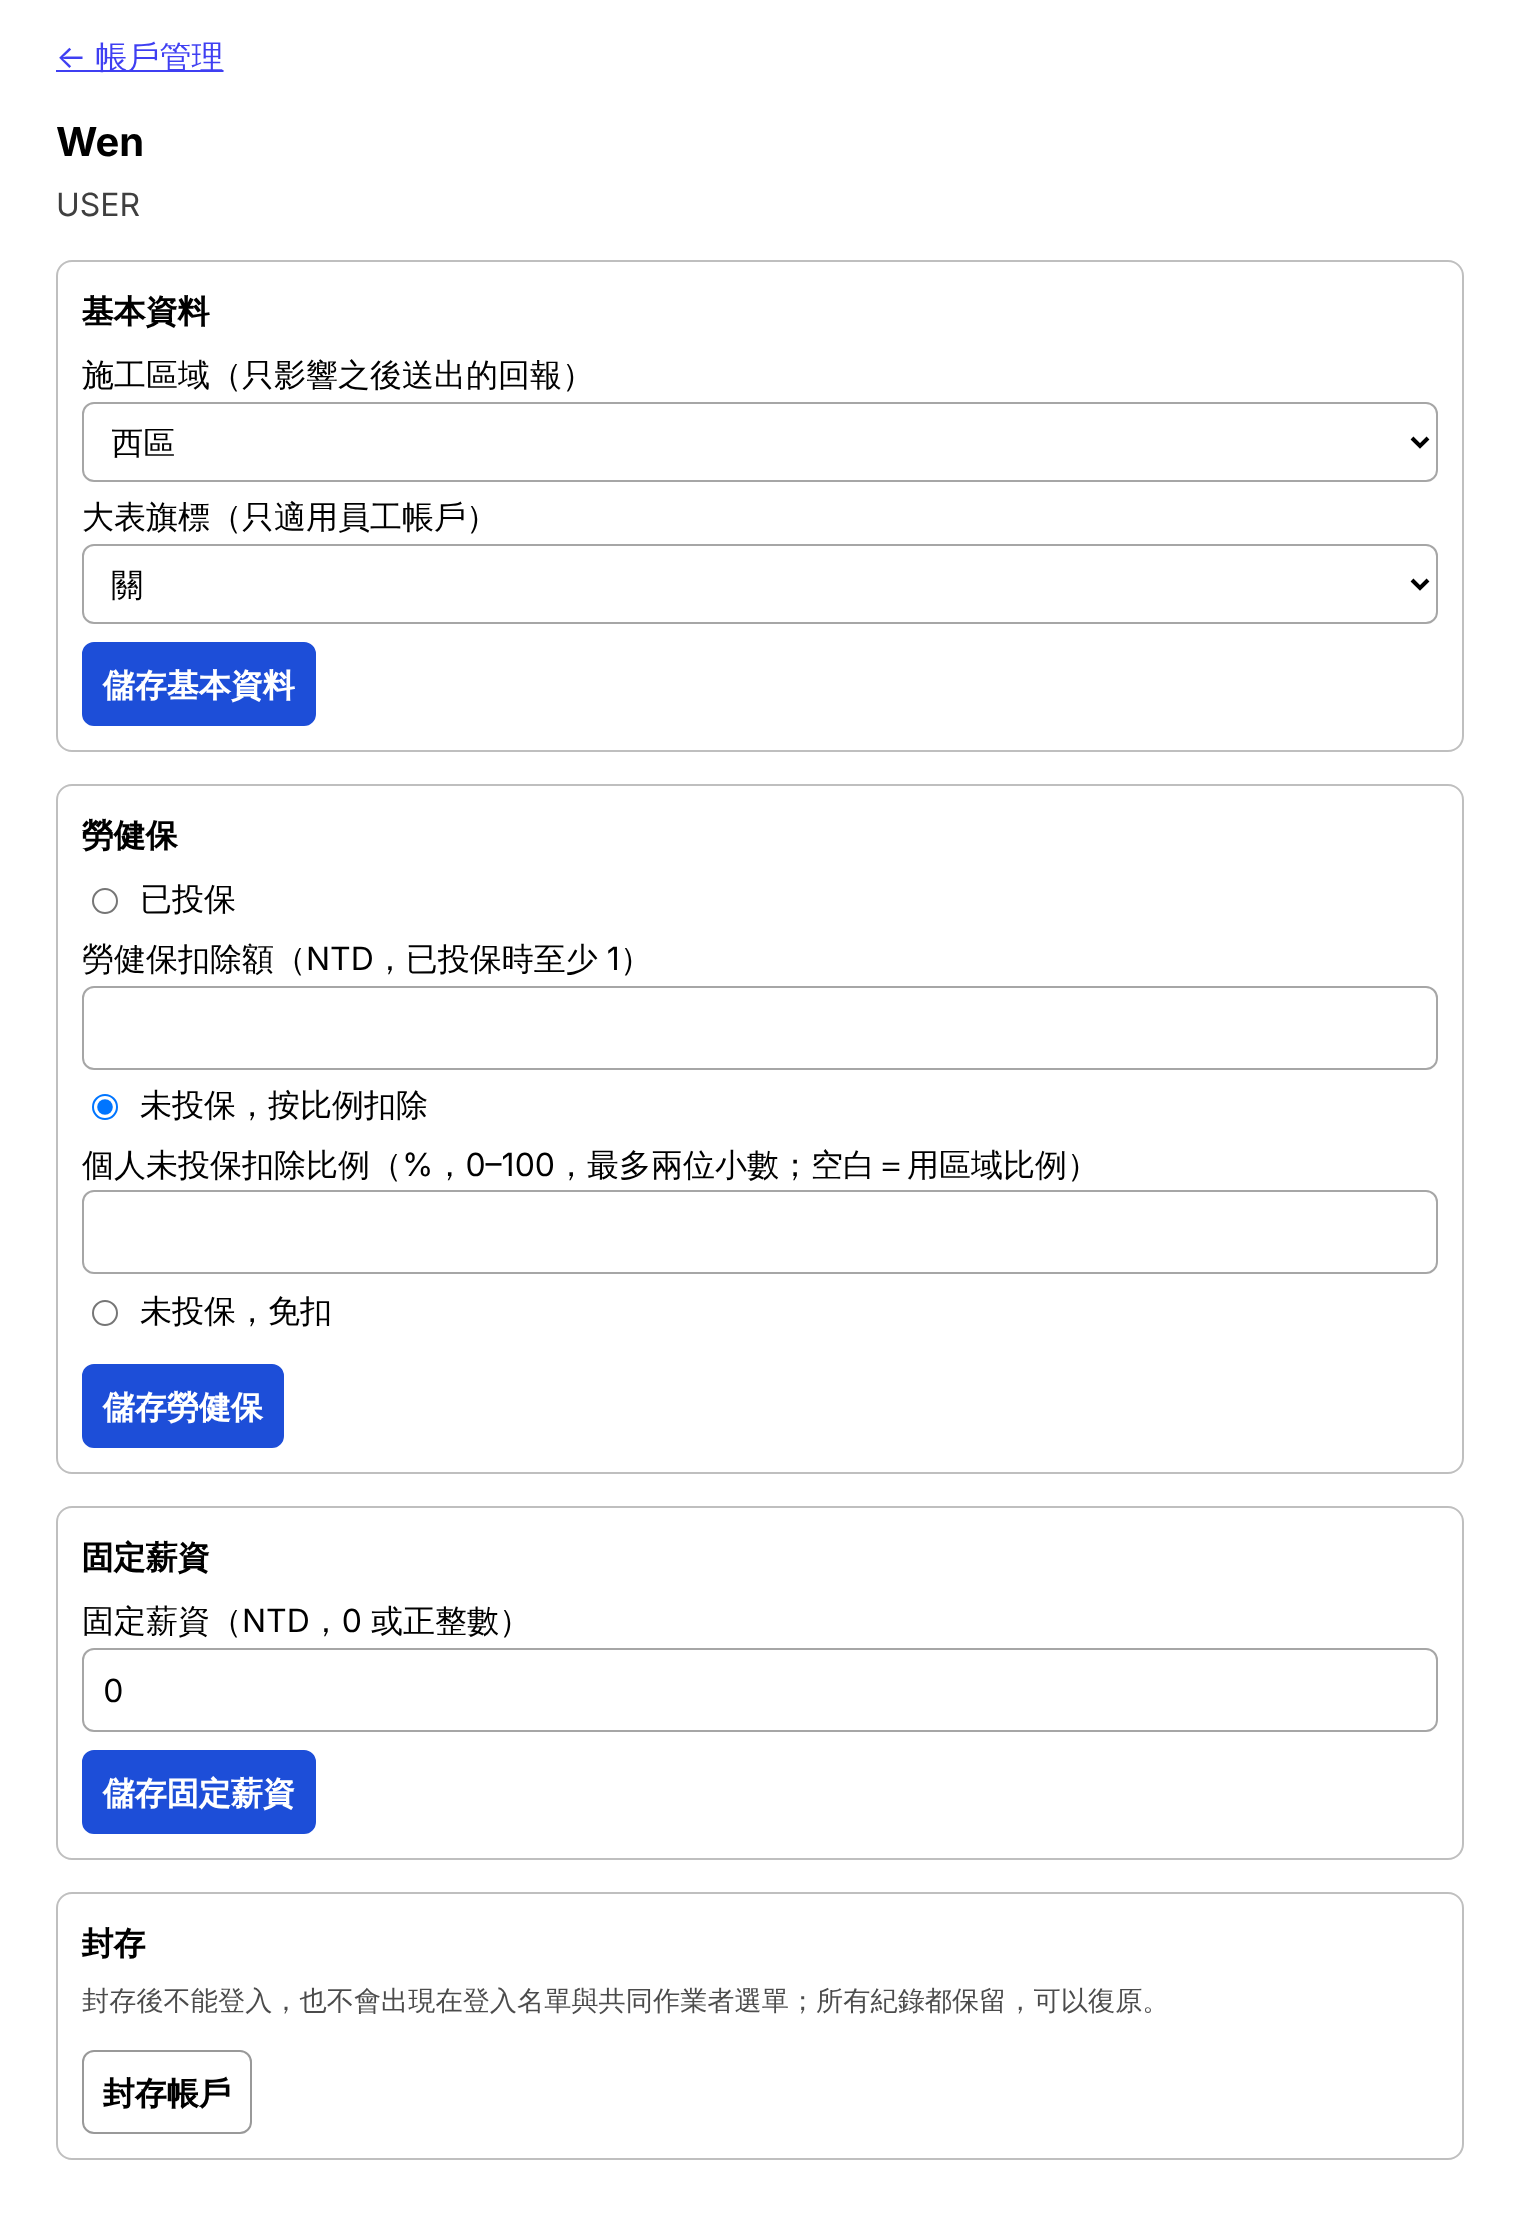 ← 帳戶管理
Wen
USER
基本資料
施工區域（只影響之後送出的回報）
西區
大表旗標（只適用員工帳戶）
關
儲存基本資料
勞健保
已投保
勞健保扣除額（NTD，已投保時至少 1）
未投保，按比例扣除
個人未投保扣除比例（%，0–100，最多兩位小數；空白＝用區域比例）
未投保，免扣
儲存勞健保
固定薪資
固定薪資（NTD，0 或正整數）
0
儲存固定薪資
封存
封存後不能登入，也不會出現在登入名單與共同作業者選單；所有紀錄都保留，可以復原。
封存帳戶